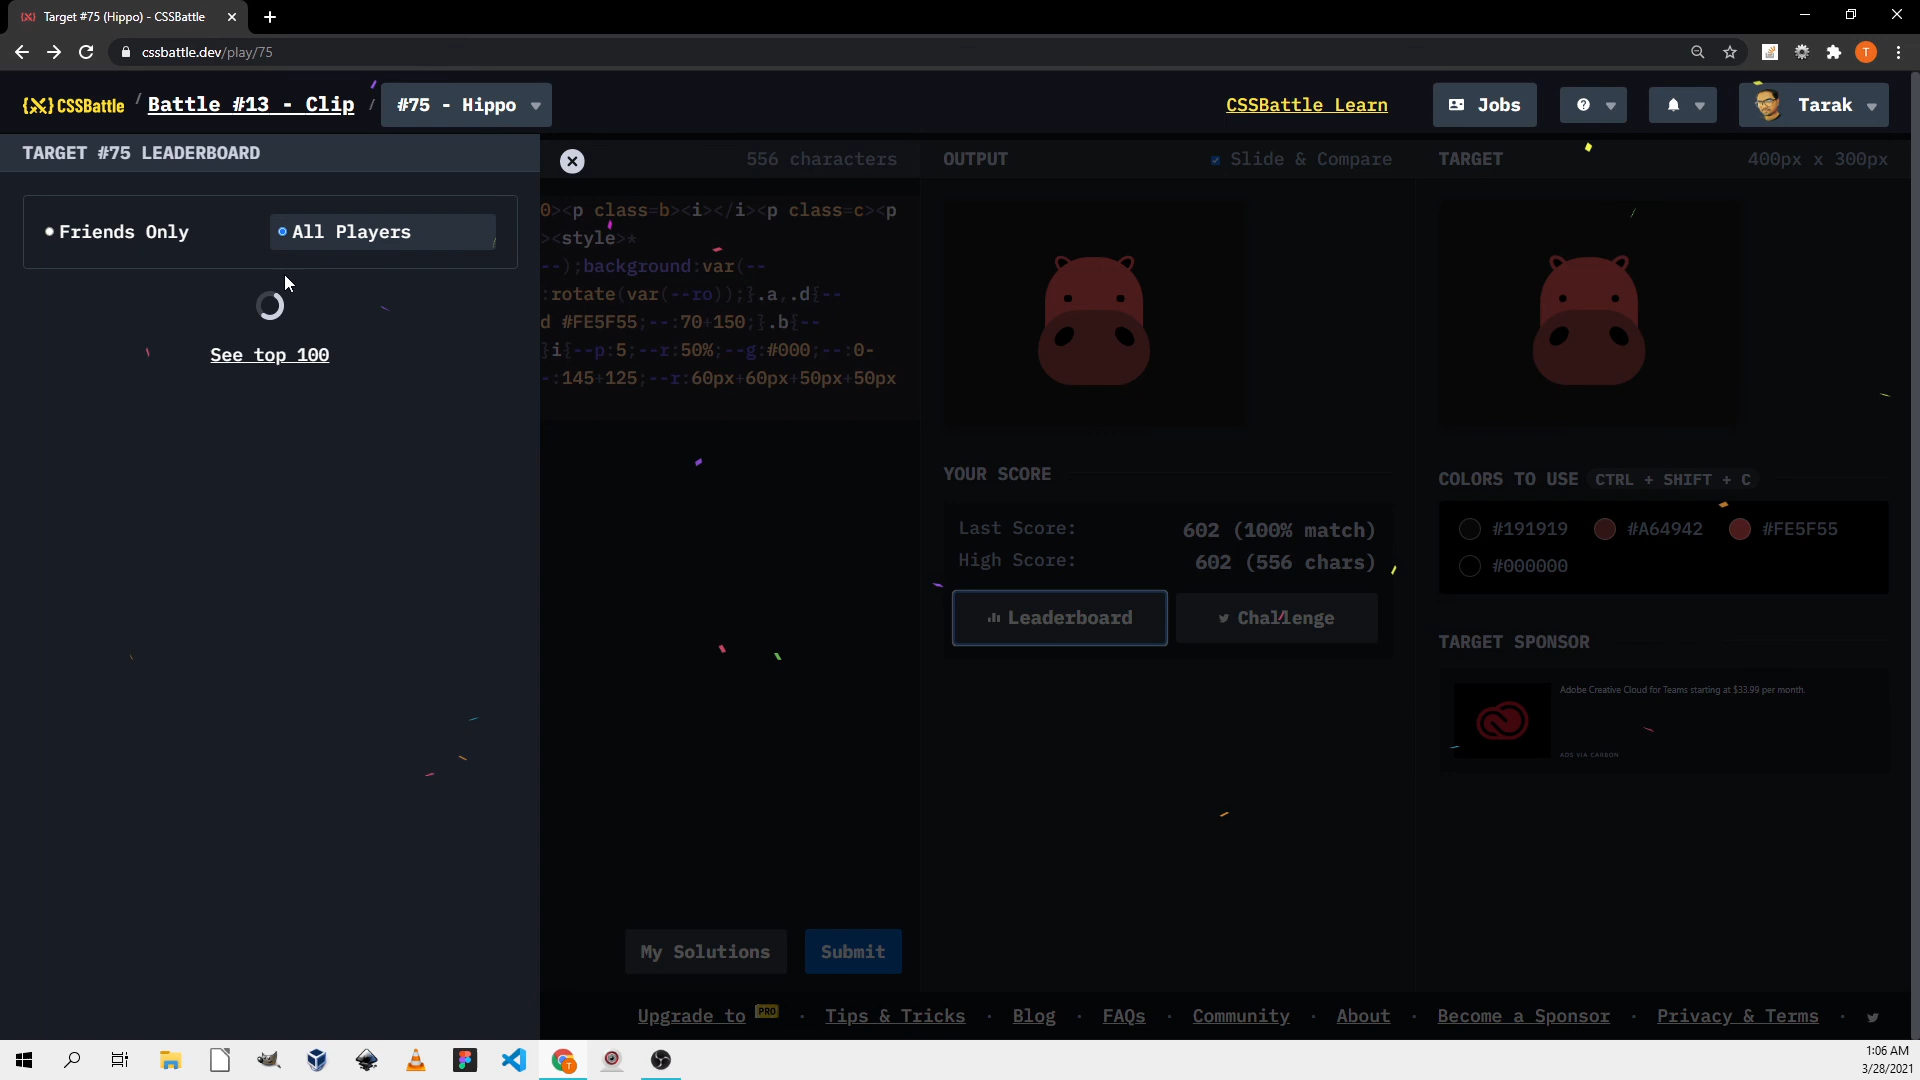 Target #75 (Hippo) - CSSBattle
cssbattle.dev/play/75
T
{X} CSSBattle / Battle #13 - Clip / #75 - Hippo
CSSBattle Learn
Jobs
Tarak
TARGET #75 LEADERBOARD
Friends Only
All Players
See top 100
556 characters
0><p class=b><i></i><p class=c><p
><style>*
--);background:var(--
:rotate(var(--ro));}.a,.d{--
d #FE5F55;--:70+150;}.b{--
}i{--p:5;--r:50%;--g:#000;--:0-
-:145+125;--r:60px+60px+50px+50px
My Solutions
Submit
OUTPUT
Slide & Compare
YOUR SCORE
Last Score: 602 (100% match)
High Score: 602 (556 chars)
Leaderboard
Challenge
TARGET
400px x 300px
COLORS TO USE CTRL + SHIFT + C
#191919 #A64942 #FE5F55
#000000
TARGET SPONSOR
Adobe Creative Cloud for Teams starting at $33.99 per month.
ADS VIA CARBON
Upgrade to PRO · Tips & Tricks · Blog · FAQs · Community · About · Become a Sponsor · Privacy & Terms ·
1:06 AM
3/28/2021